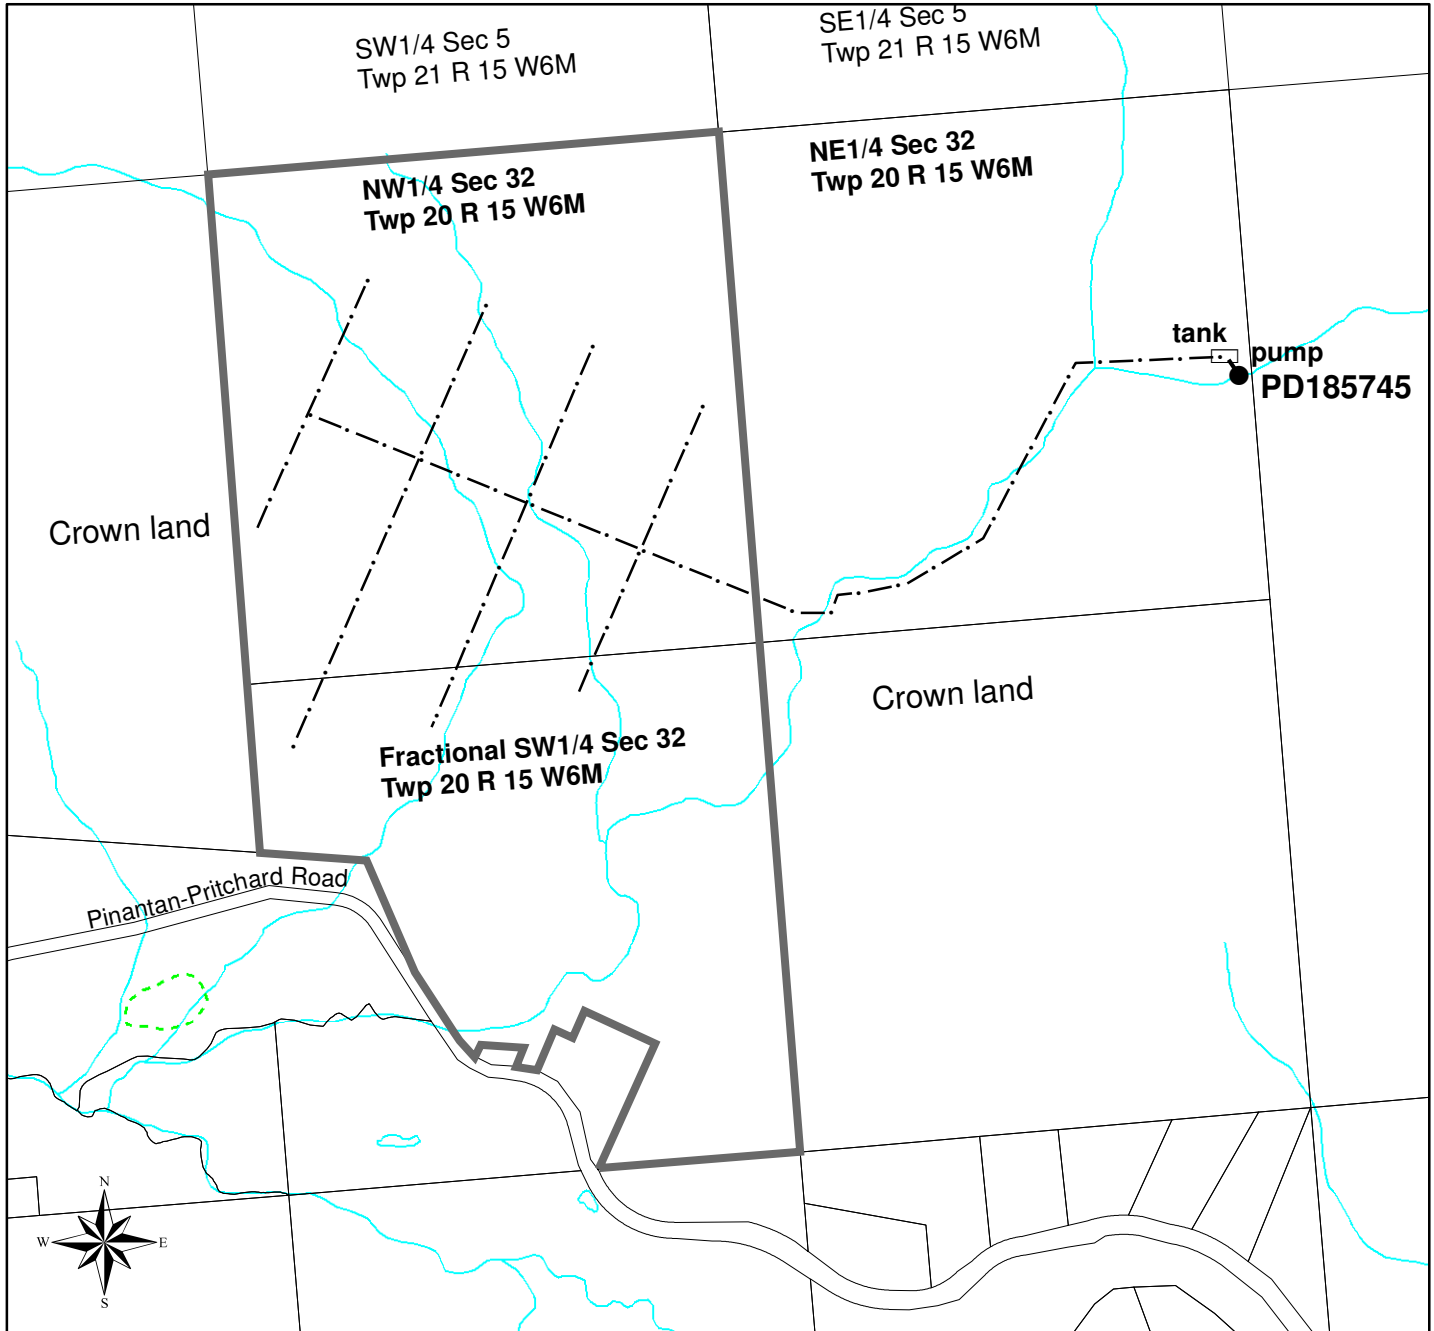 SW1/4 Sec 5
Twp 21 R 15 W6M
SE1/4 Sec 5
Twp 21 R 15 W6M
NW1/4 Sec 32
Twp 20 R 15 W6M
NE1/4 Sec 32
Twp 20 R 15 W6M
tank
pump
PD185745
Crown land
Crown land
Fractional SW1/4 Sec 32
Twp 20 R 15 W6M
Pinantan-Pritchard Road
N
W
E
S